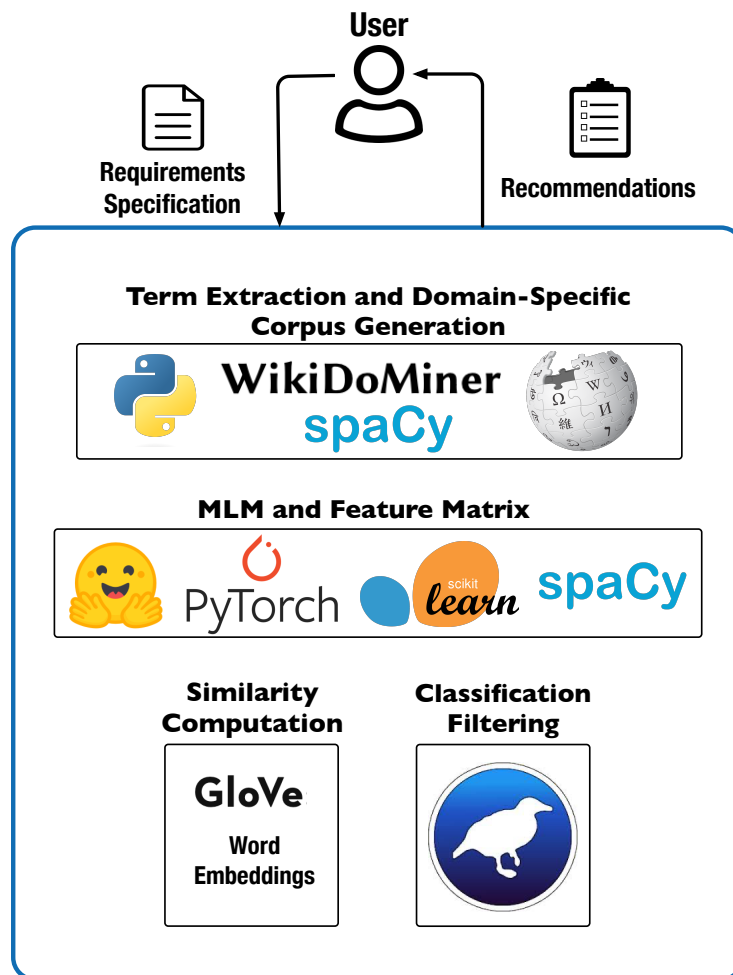 User
Requirements
Specification
Recommendations
Term Extraction and Domain-Specific
Corpus Generation
WikiDoMiner
spaCy
Ω
W
И
維
MLM and Feature Matrix
PyTorch
scikit
learn
spaCy
Similarity
Computation
Classification
Filtering
GloVe
Word
Embeddings